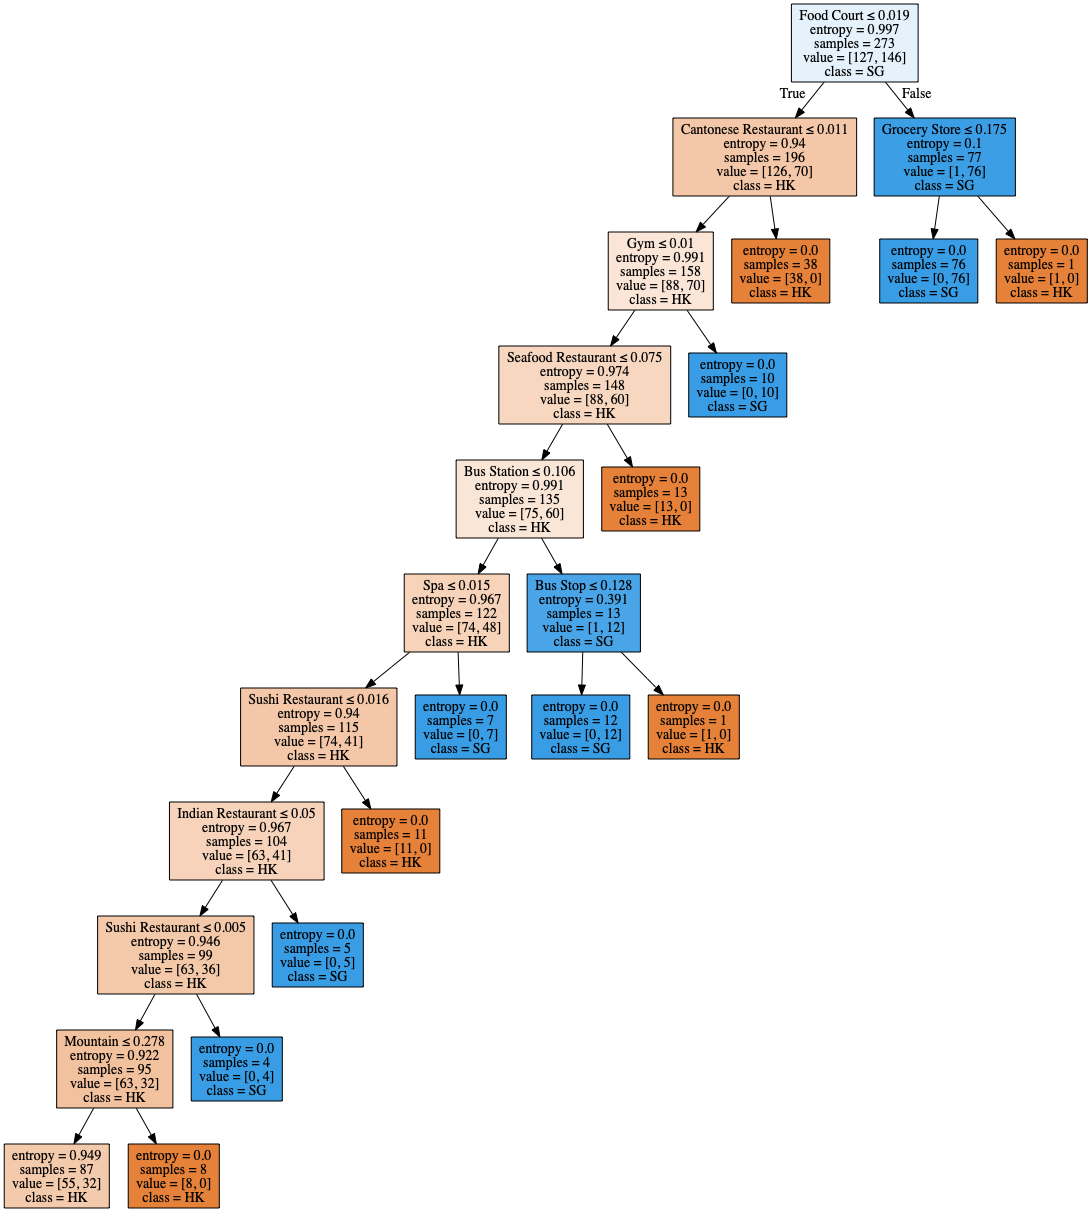 Food Court ≤ 0.019
entropy = 0.997
samples = 273
value = [127, 146]
class = SG
True
False
Cantonese Restaurant ≤ 0.011
entropy = 0.94
samples = 196
value = [126, 70]
class = HK
Grocery Store ≤ 0.175
entropy = 0.1
samples = 77
value = [1, 76]
class = SG
Gym ≤ 0.01
entropy = 0.991
samples = 158
value = [88, 70]
class = HK
entropy = 0.0
samples = 38
value = [38, 0]
class = HK
entropy = 0.0
samples = 76
value = [0, 76]
class = SG
entropy = 0.0
samples = 1
value = [1, 0]
class = HK
Seafood Restaurant ≤ 0.075
entropy = 0.974
samples = 148
value = [88, 60]
class = HK
entropy = 0.0
samples = 10
value = [0, 10]
class = SG
Bus Station ≤ 0.106
entropy = 0.991
samples = 135
value = [75, 60]
class = HK
entropy = 0.0
samples = 13
value = [13, 0]
class = HK
Spa ≤ 0.015
entropy = 0.967
samples = 122
value = [74, 48]
class = HK
Bus Stop ≤ 0.128
entropy = 0.391
samples = 13
value = [1, 12]
class = SG
Sushi Restaurant ≤ 0.016
entropy = 0.94
samples = 115
value = [74, 41]
class = HK
entropy = 0.0
samples = 7
value = [0, 7]
class = SG
entropy = 0.0
samples = 12
value = [0, 12]
class = SG
entropy = 0.0
samples = 1
value = [1, 0]
class = HK
Indian Restaurant ≤ 0.05
entropy = 0.967
samples = 104
value = [63, 41]
class = HK
entropy = 0.0
samples = 11
value = [11, 0]
class = HK
Sushi Restaurant ≤ 0.005
entropy = 0.946
samples = 99
value = [63, 36]
class = HK
entropy = 0.0
samples = 5
value = [0, 5]
class = SG
Mountain ≤ 0.278
entropy = 0.922
samples = 95
value = [63, 32]
class = HK
entropy = 0.0
samples = 4
value = [0, 4]
class = SG
entropy = 0.949
samples = 87
value = [55, 32]
class = HK
entropy = 0.0
samples = 8
value = [8, 0]
class = HK